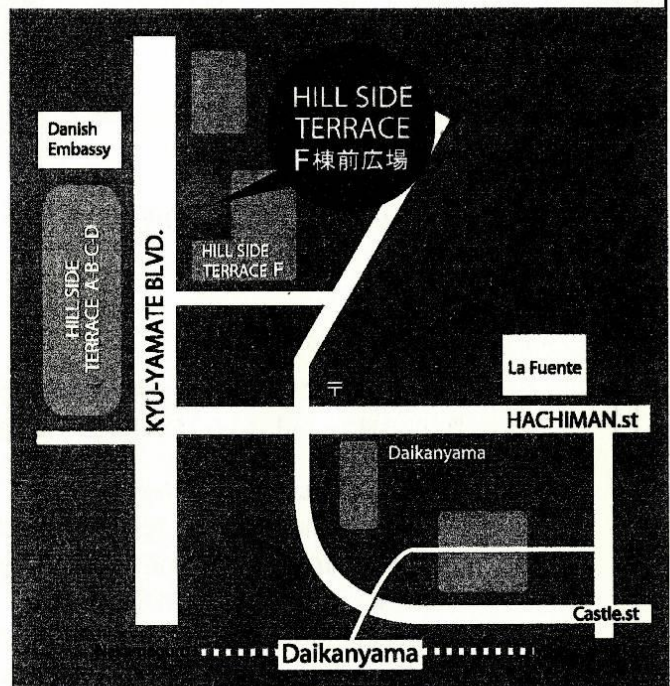 HILL SIDE
TERRACE
F棟前広場
Danish
Embassy
HILL SIDE
TERRACE A·B·C·D
KYU-YAMATE BLVD.
HILL SIDE
TERRACE F
La Fuente
〒
HACHIMAN.st
Daikanyama
Castle.st
Daikanyama